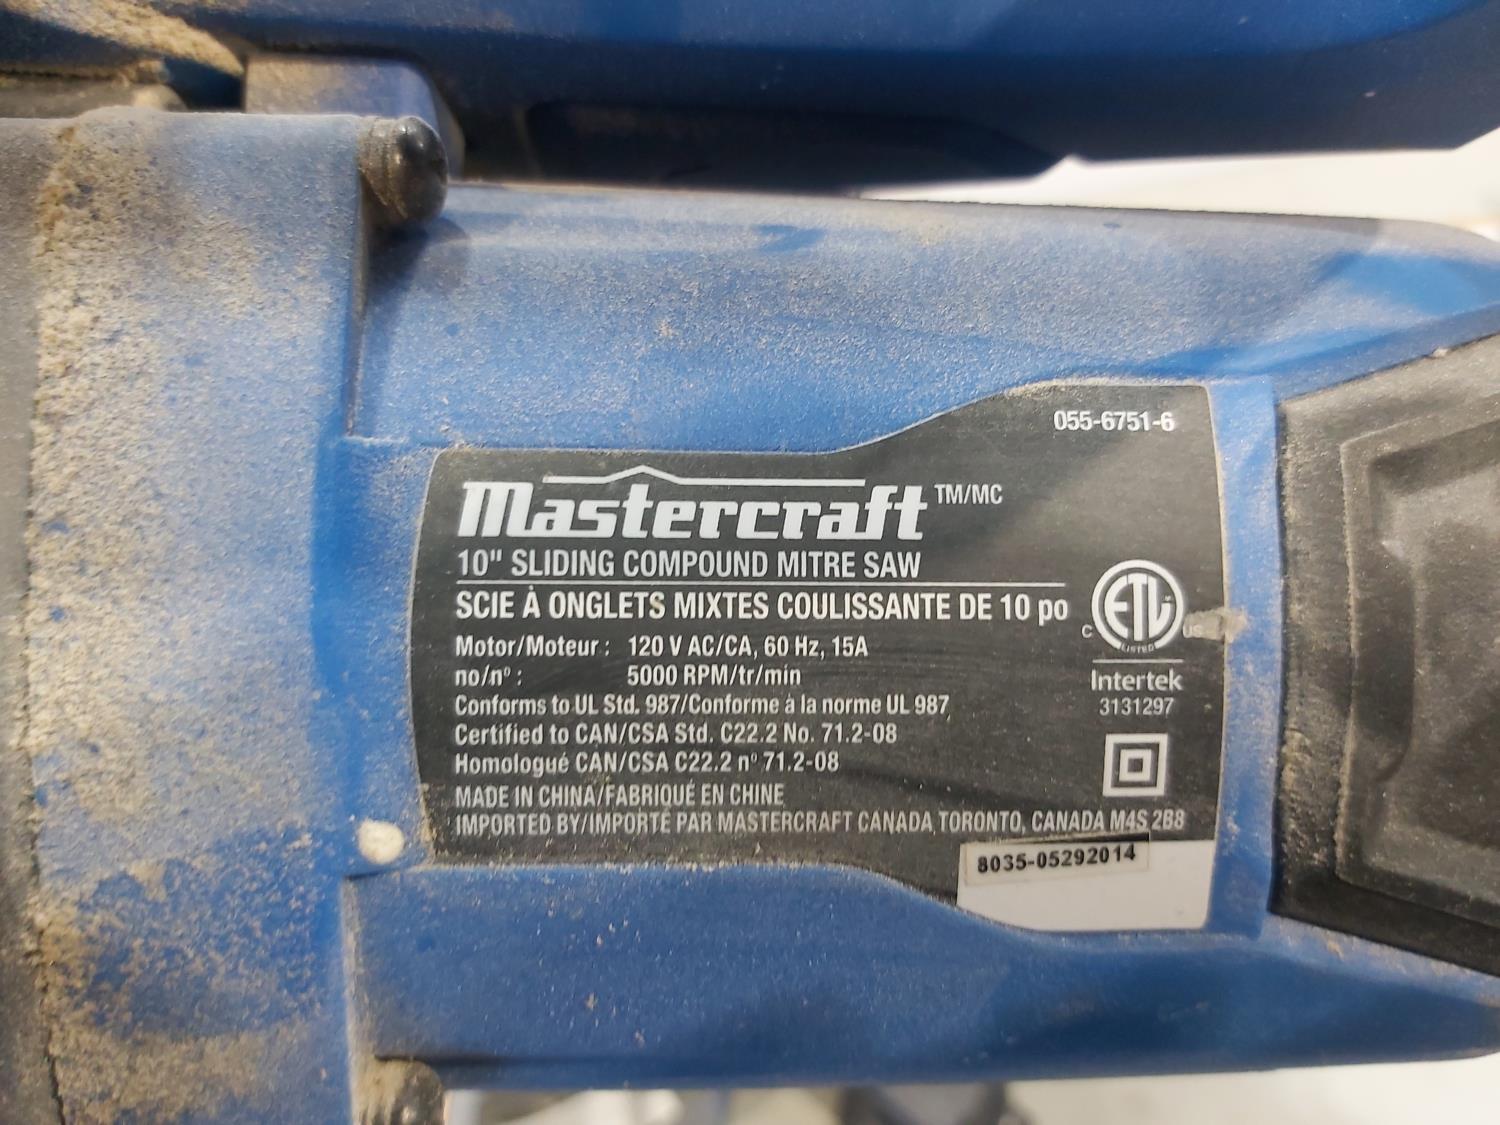 055-6751-6
Mastercraft TM/MC
10" SLIDING COMPOUND MITRE SAW
SCIE À ONGLETS MIXTES COULISSANTE DE 10 po
Motor/Moteur : 120 V AC/CA, 60 Hz, 15A
no/nº : 5000 RPM/tr/min
Conforms to UL Std. 987/Conforme à la norme UL 987
Certified to CAN/CSA Std. C22.2 No. 71.2-08
Homologué CAN/CSA C22.2 nº 71.2-08
MADE IN CHINA/FABRIQUÉ EN CHINE
IMPORTED BY/IMPORTÉ PAR MASTERCRAFT CANADA TORONTO, CANADA M4S 2B8
ETL
C US
LISTED
Intertek
3131297
8035-05292014